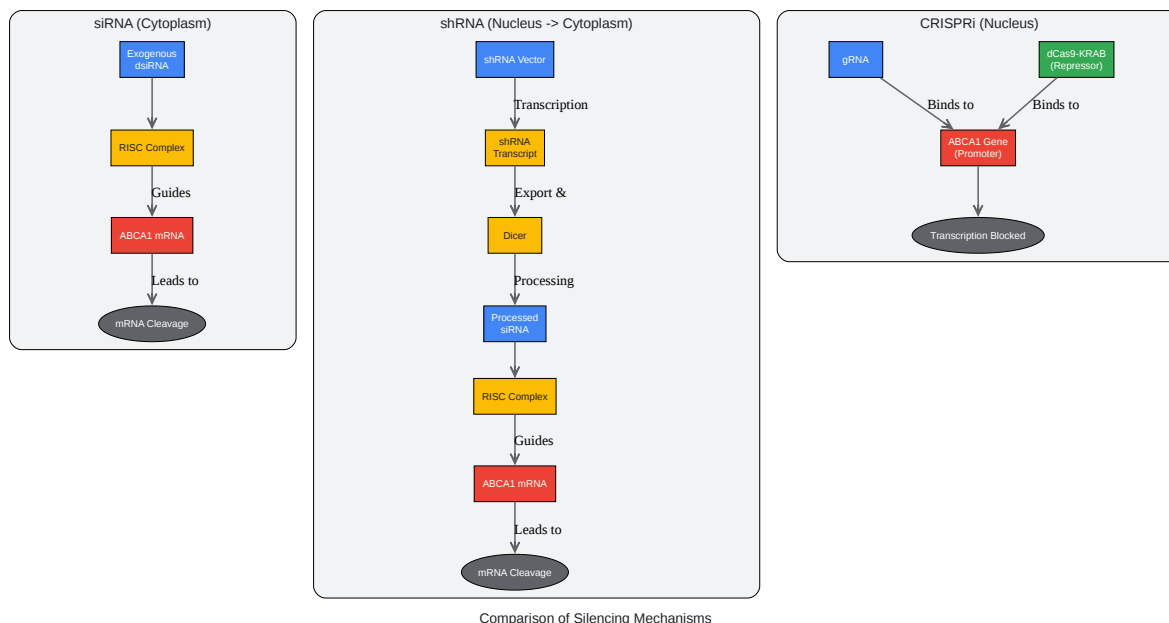 siRNA (Cytoplasm)
Exogenous
dsiRNA
RISC Complex
Guides
ABCA1 mRNA
Leads to
mRNA Cleavage
shRNA (Nucleus -> Cytoplasm)
shRNA Vector
Transcription
shRNA
Transcript
Export &
Dicer
Processing
Processed
siRNA
RISC Complex
Guides
ABCA1 mRNA
Leads to
mRNA Cleavage
CRISPRi (Nucleus)
gRNA
dCas9-KRAB
(Repressor)
Binds to
Binds to
ABCA1 Gene
(Promoter)
Transcription Blocked
Comparison of Silencing Mechanisms